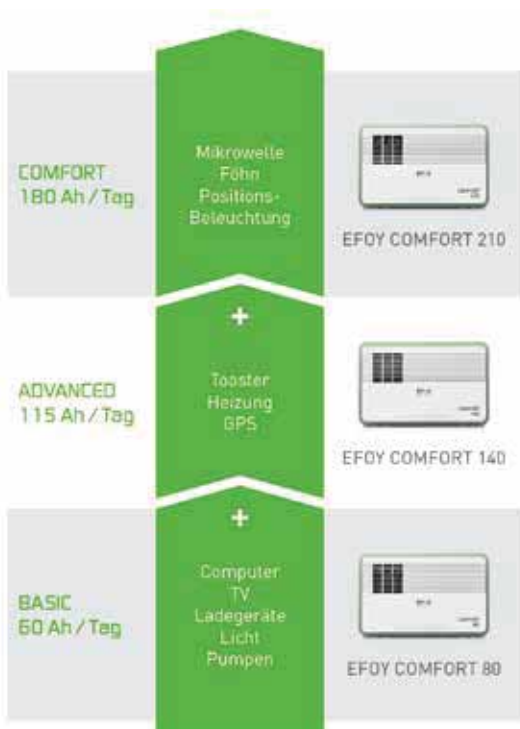 COMFORT
180 Ah / Tag
Mikrowelle
Föhn
Positions-
Beleuchtung
EFOY COMFORT 210
+
ADVANCED
115 Ah / Tag
Toaster
Heizung
GPS
EFOY COMFORT 140
+
BASIC
60 Ah / Tag
Computer
TV
Ladegeräte
Licht
Pumpen
EFOY COMFORT 80